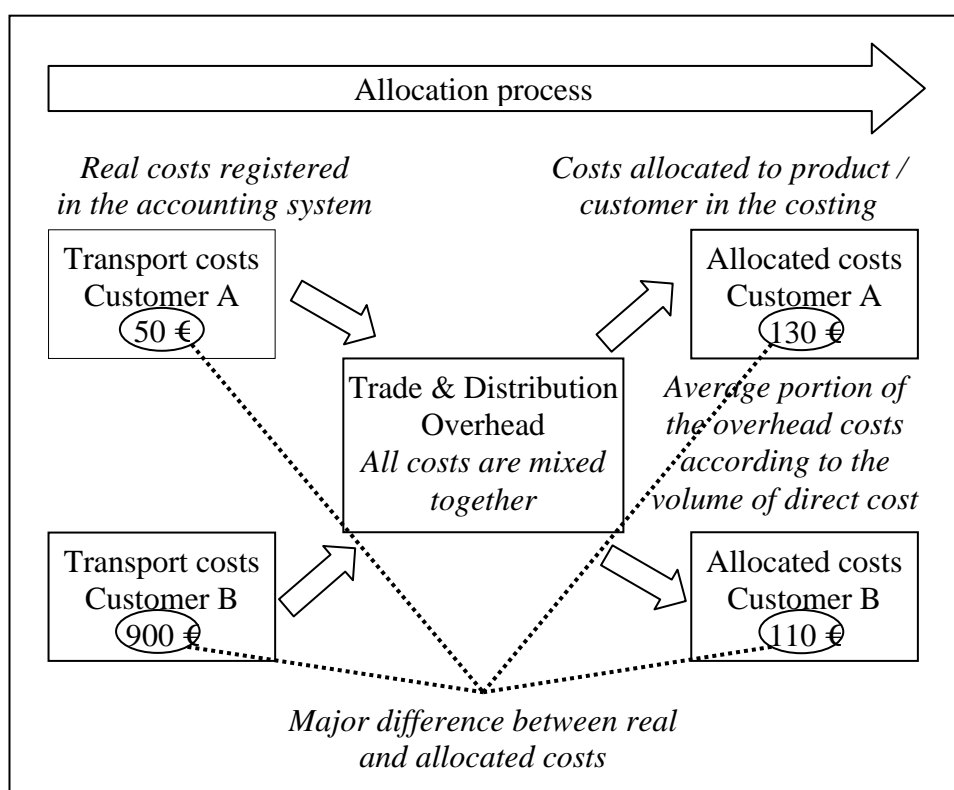 Allocation process
Real costs registered
in the accounting system
Costs allocated to product /
customer in the costing
Transport costs
Customer A
50 €
Allocated costs
Customer A
130 €
Trade & Distribution
Overhead
All costs are mixed
together
Average portion of
the overhead costs
according to the
volume of direct cost
Transport costs
Customer B
900 €
Allocated costs
Customer B
110 €
Major difference between real
and allocated costs